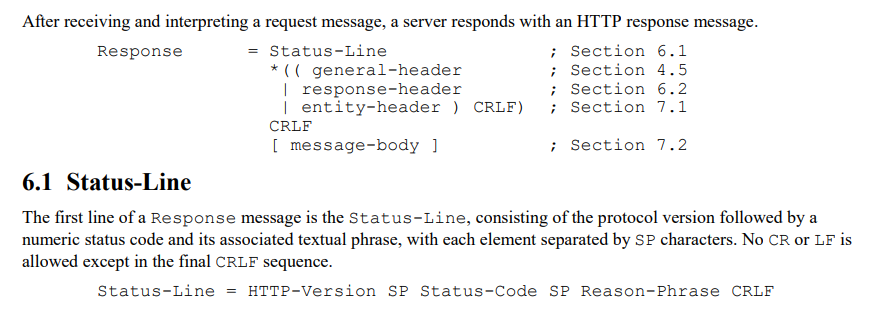 After receiving and interpreting a request message, a server responds with an HTTP response message.
Response = Status-Line ; Section 6.1
*(( general-header ; Section 4.5
| response-header ; Section 6.2
| entity-header ) CRLF) ; Section 7.1
CRLF
[ message-body ] ; Section 7.2
6.1 Status-Line
The first line of a Response message is the Status-Line, consisting of the protocol version followed by a
numeric status code and its associated textual phrase, with each element separated by SP characters. No CR or LF is
allowed except in the final CRLF sequence.
Status-Line = HTTP-Version SP Status-Code SP Reason-Phrase CRLF